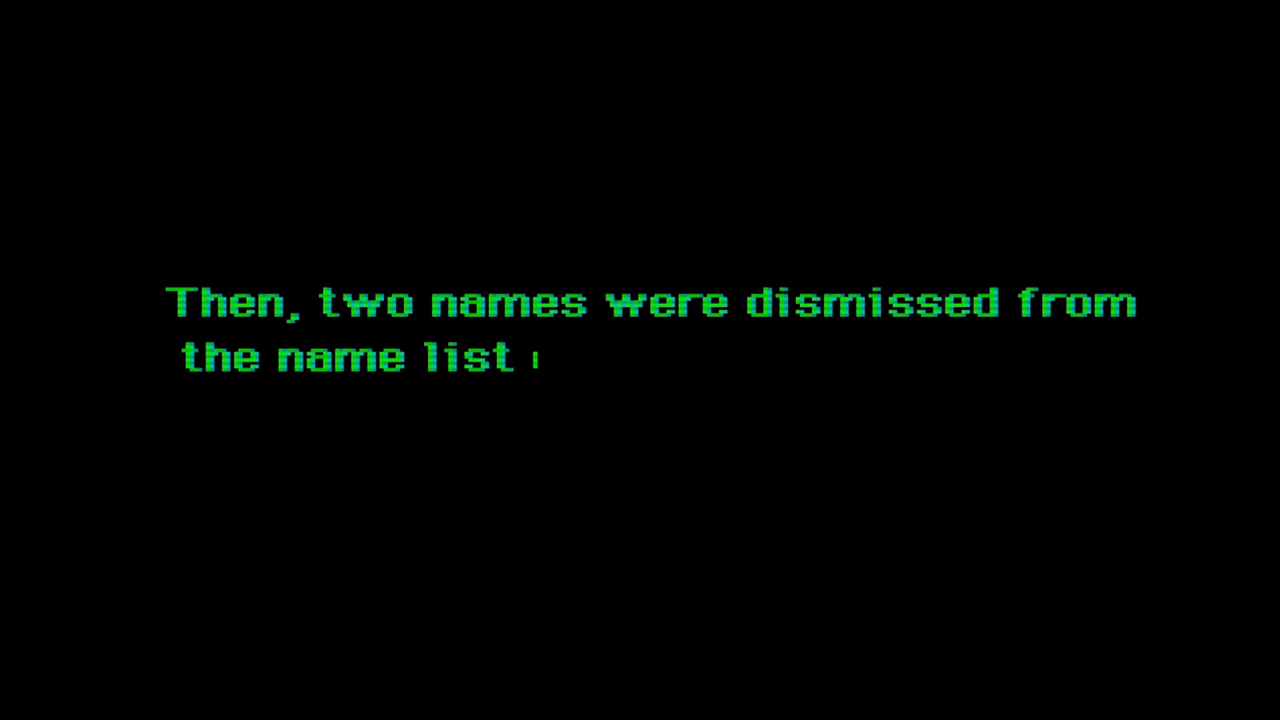 Then, two names were dismissed from
the name list